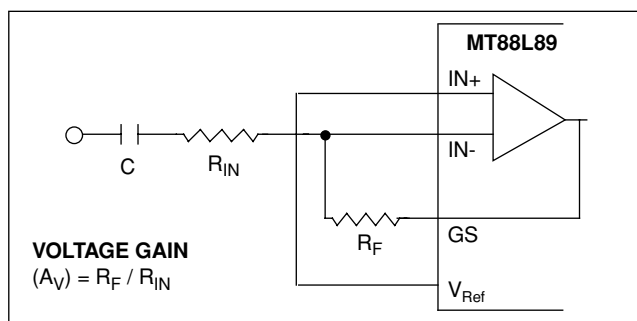 MT88L89
IN+
IN-
C
R_IN
R_F
GS
VOLTAGE GAIN
(A_V) = R_F / R_IN
V_Ref